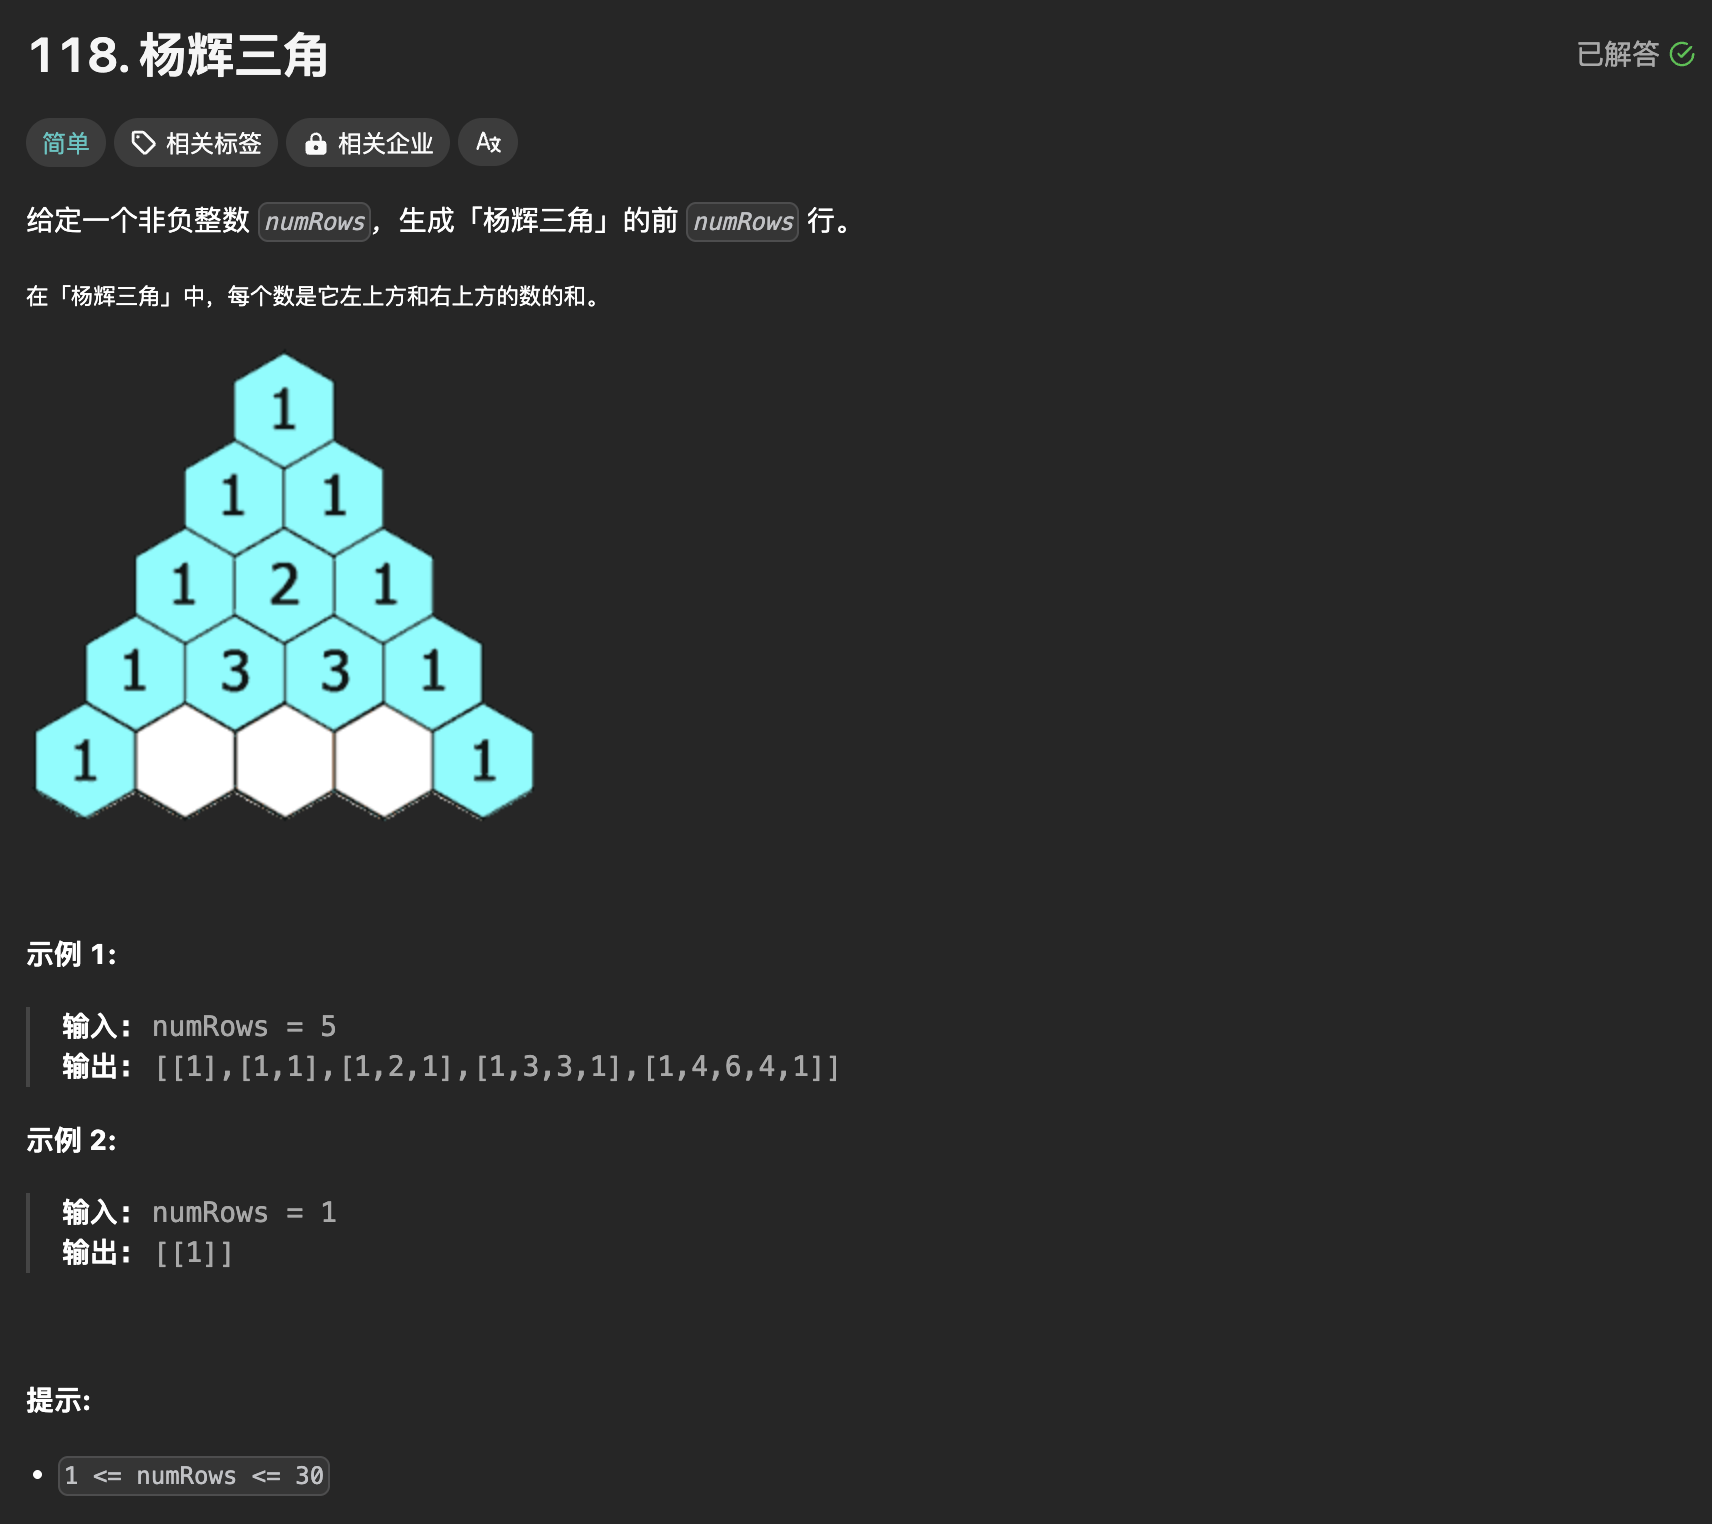 118. 杨辉三角
已解答
简单
相关标签
相关企业
给定一个非负整数 numRows，生成「杨辉三角」的前 numRows 行。
在「杨辉三角」中，每个数是它左上方和右上方的数的和。
1
1 1
1 2 1
1 3 3 1
1 1
示例 1:
输入: numRows = 5
输出: [[1],[1,1],[1,2,1],[1,3,3,1],[1,4,6,4,1]]
示例 2:
输入: numRows = 1
输出: [[1]]
提示:
1 <= numRows <= 30